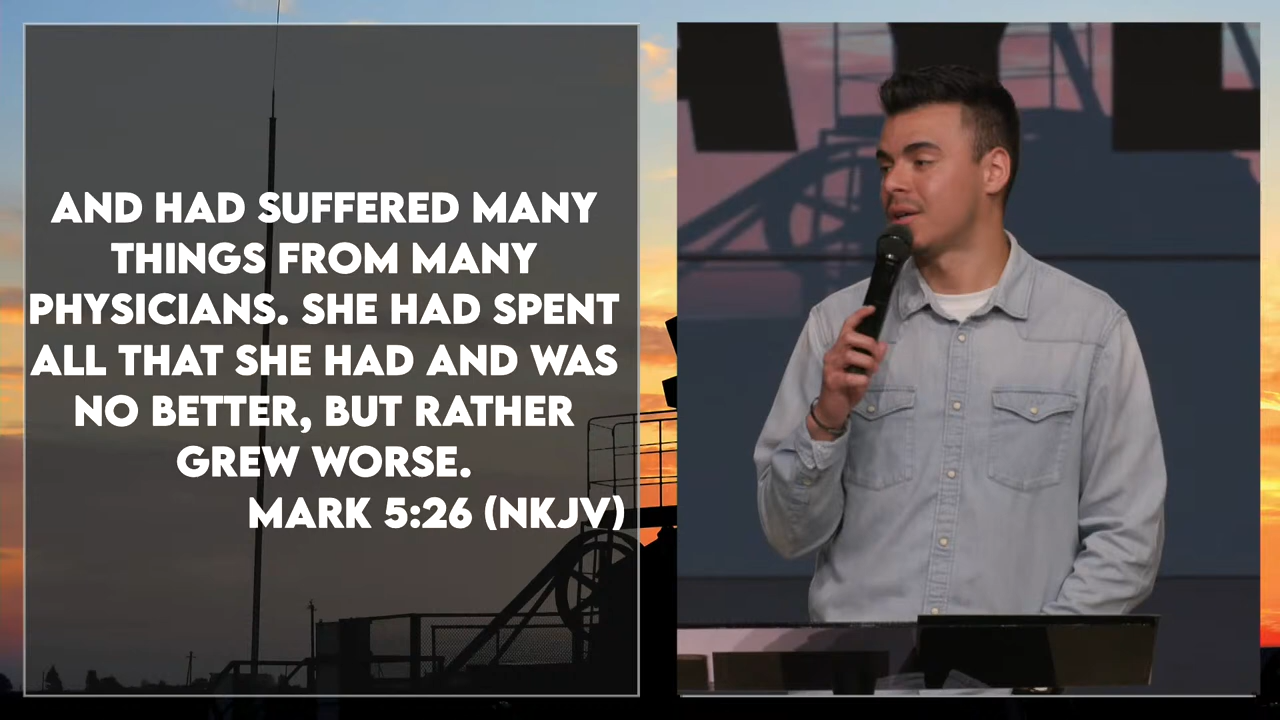 AND HAD SUFFERED MANY
THINGS FROM MANY
PHYSICIANS. SHE HAD SPENT
ALL THAT SHE HAD AND WAS
NO BETTER, BUT RATHER
GREW WORSE.
MARK 5:26 (NKJV)